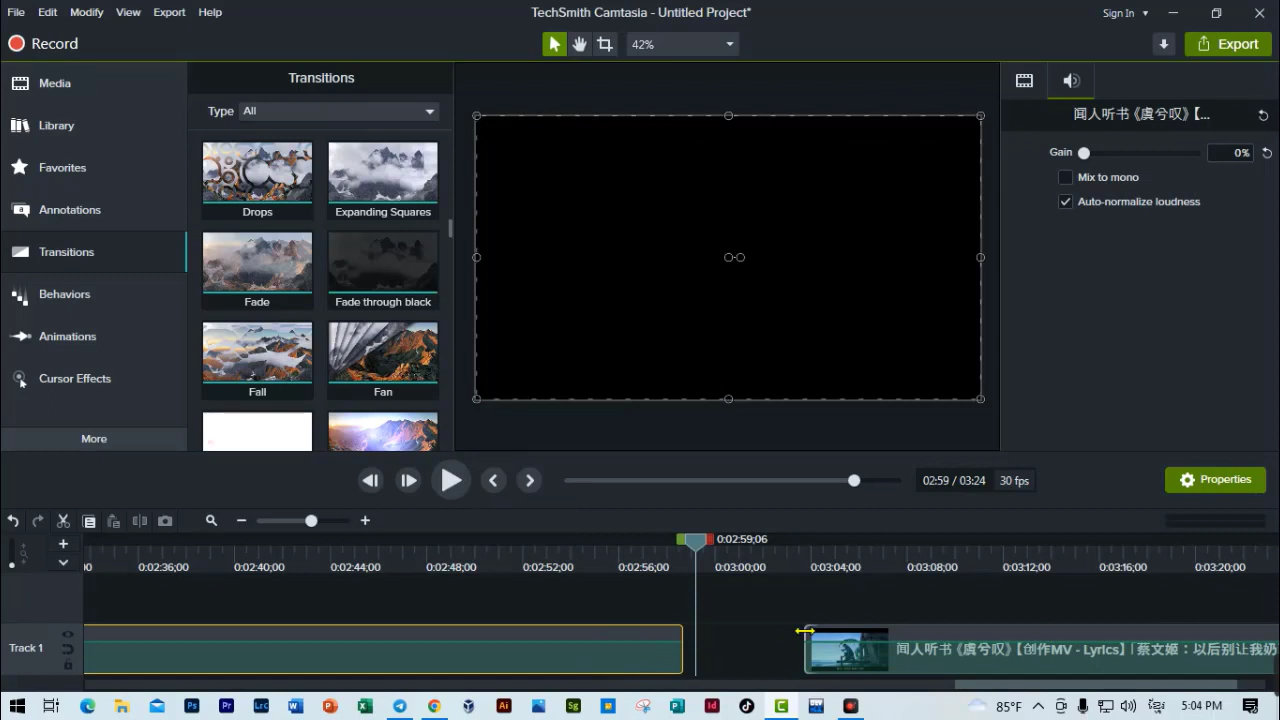 File Edit Modify View Export Help
TechSmith Camtasia - Untitled Project*
Sign In
Record
42%
Export
Media
Library
Favorites
Annotations
Transitions
Behaviors
Animations
Cursor Effects
More
Transitions
Type All
Drops Expanding Squares
Fade Fade through black
Fall Fan
闻人听书《虞兮叹》【...
Gain 0%
Mix to mono
Auto-normalize loudness
02:59 / 03:24 30 fps
Properties
0:02:59;06
00 0:02:36;00 0:02:40;00 0:02:44;00 0:02:48;00 0:02:52;00 0:02:56;00 0:03:00;00 0:03:04;00 0:03:08;00 0:03:12;00 0:03:16;00 0:03:20;00
Track 1
闻人听书《虞兮叹》【创作MV - Lyrics】 | 蔡文姬：以后别让我奶
85°F 5:04 PM